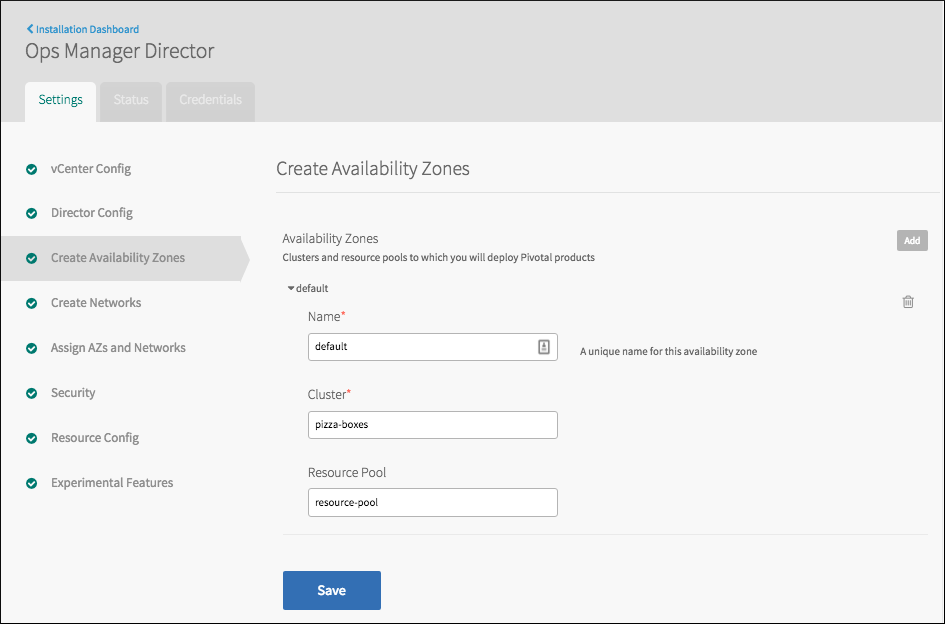 Installation Dashboard
Ops Manager Director
Settings
Status
Credentials
vCenter Config
Director Config
Create Availability Zones
Create Networks
Assign AZs and Networks
Security
Resource Config
Experimental Features
Create Availability Zones
Availability Zones
Add
Clusters and resource pools to which you will deploy Pivotal products
default
Name*
default
A unique name for this availability zone
Cluster*
pizza-boxes
Resource Pool
resource-pool
Save